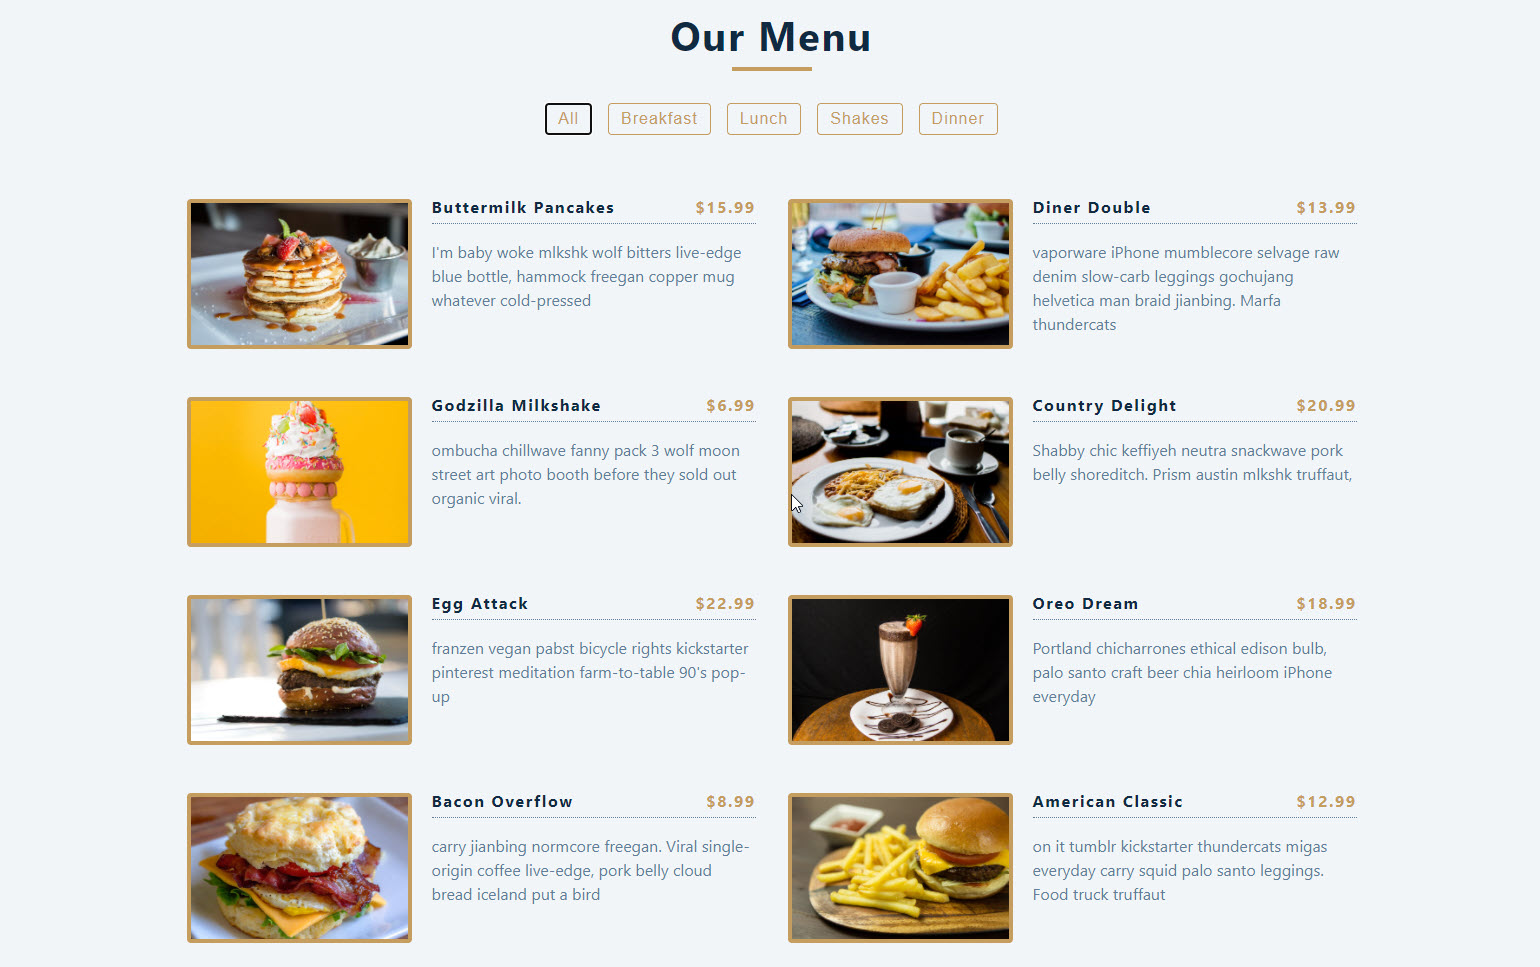 Our Menu
All Breakfast Lunch Shakes Dinner
Buttermilk Pancakes $15.99
I'm baby woke mlkshk wolf bitters live-edge
blue bottle, hammock freegan copper mug
whatever cold-pressed
Diner Double $13.99
vaporware iPhone mumblecore selvage raw
denim slow-carb leggings gochujang
helvetica man braid jianbing. Marfa
thundercats
Godzilla Milkshake $6.99
ombucha chillwave fanny pack 3 wolf moon
street art photo booth before they sold out
organic viral.
Country Delight $20.99
Shabby chic keffiyeh neutra snackwave pork
belly shoreditch. Prism austin mlkshk truffaut,
Egg Attack $22.99
franzen vegan pabst bicycle rights kickstarter
pinterest meditation farm-to-table 90's pop-
up
Oreo Dream $18.99
Portland chicharrones ethical edison bulb,
palo santo craft beer chia heirloom iPhone
everyday
Bacon Overflow $8.99
carry jianbing normcore freegan. Viral single-
origin coffee live-edge, pork belly cloud
bread iceland put a bird
American Classic $12.99
on it tumblr kickstarter thundercats migas
everyday carry squid palo santo leggings.
Food truck truffaut